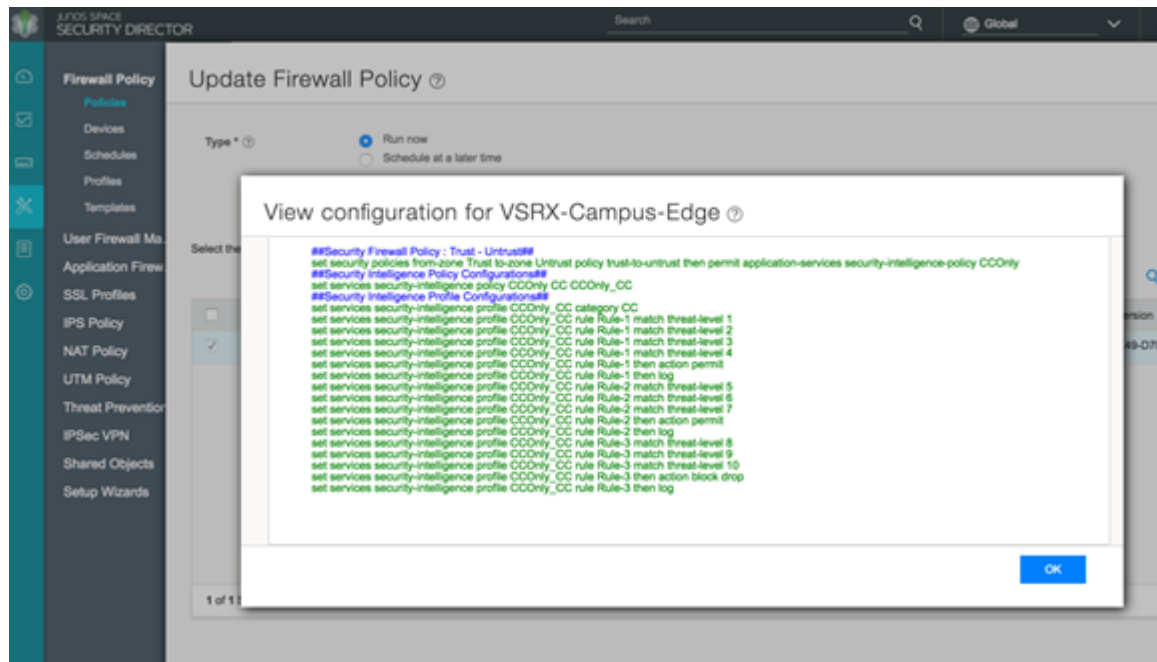 JUNOS SPACE
SECURITY DIRECTOR
Search
Global
Firewall Policy
Policies
Devices
Schedules
Profiles
Templates
User Firewall Ma.
Application Firew.
SSL Profiles
IPS Policy
NAT Policy
UTM Policy
Threat Prevention
IPSec VPN
Shared Objects
Setup Wizards
Update Firewall Policy
Type *
Run now
Schedule at a later time
Select the
View configuration for VSRX-Campus-Edge
##Security Firewall Policy : Trust - Untrust##
set security policies from-zone Trust to-zone Untrust policy trust-to-untrust then permit application-services security-intelligence-policy CCOnly
##Security Intelligence Policy Configurations##
set services security-intelligence policy CCOnly CC CCOnly_CC
##Security Intelligence Profile Configurations##
set services security-intelligence profile CCOnly_CC category CC
set services security-intelligence profile CCOnly_CC rule Rule-1 match threat-level 1
set services security-intelligence profile CCOnly_CC rule Rule-1 match threat-level 2
set services security-intelligence profile CCOnly_CC rule Rule-1 match threat-level 3
set services security-intelligence profile CCOnly_CC rule Rule-1 match threat-level 4
set services security-intelligence profile CCOnly_CC rule Rule-1 then action permit
set services security-intelligence profile CCOnly_CC rule Rule-1 then log
set services security-intelligence profile CCOnly_CC rule Rule-2 match threat-level 5
set services security-intelligence profile CCOnly_CC rule Rule-2 match threat-level 6
set services security-intelligence profile CCOnly_CC rule Rule-2 match threat-level 7
set services security-intelligence profile CCOnly_CC rule Rule-2 then action permit
set services security-intelligence profile CCOnly_CC rule Rule-2 then log
set services security-intelligence profile CCOnly_CC rule Rule-3 match threat-level 8
set services security-intelligence profile CCOnly_CC rule Rule-3 match threat-level 9
set services security-intelligence profile CCOnly_CC rule Rule-3 match threat-level 10
set services security-intelligence profile CCOnly_CC rule Rule-3 then action block drop
set services security-intelligence profile CCOnly_CC rule Rule-3 then log
OK
ersion
1 of 1